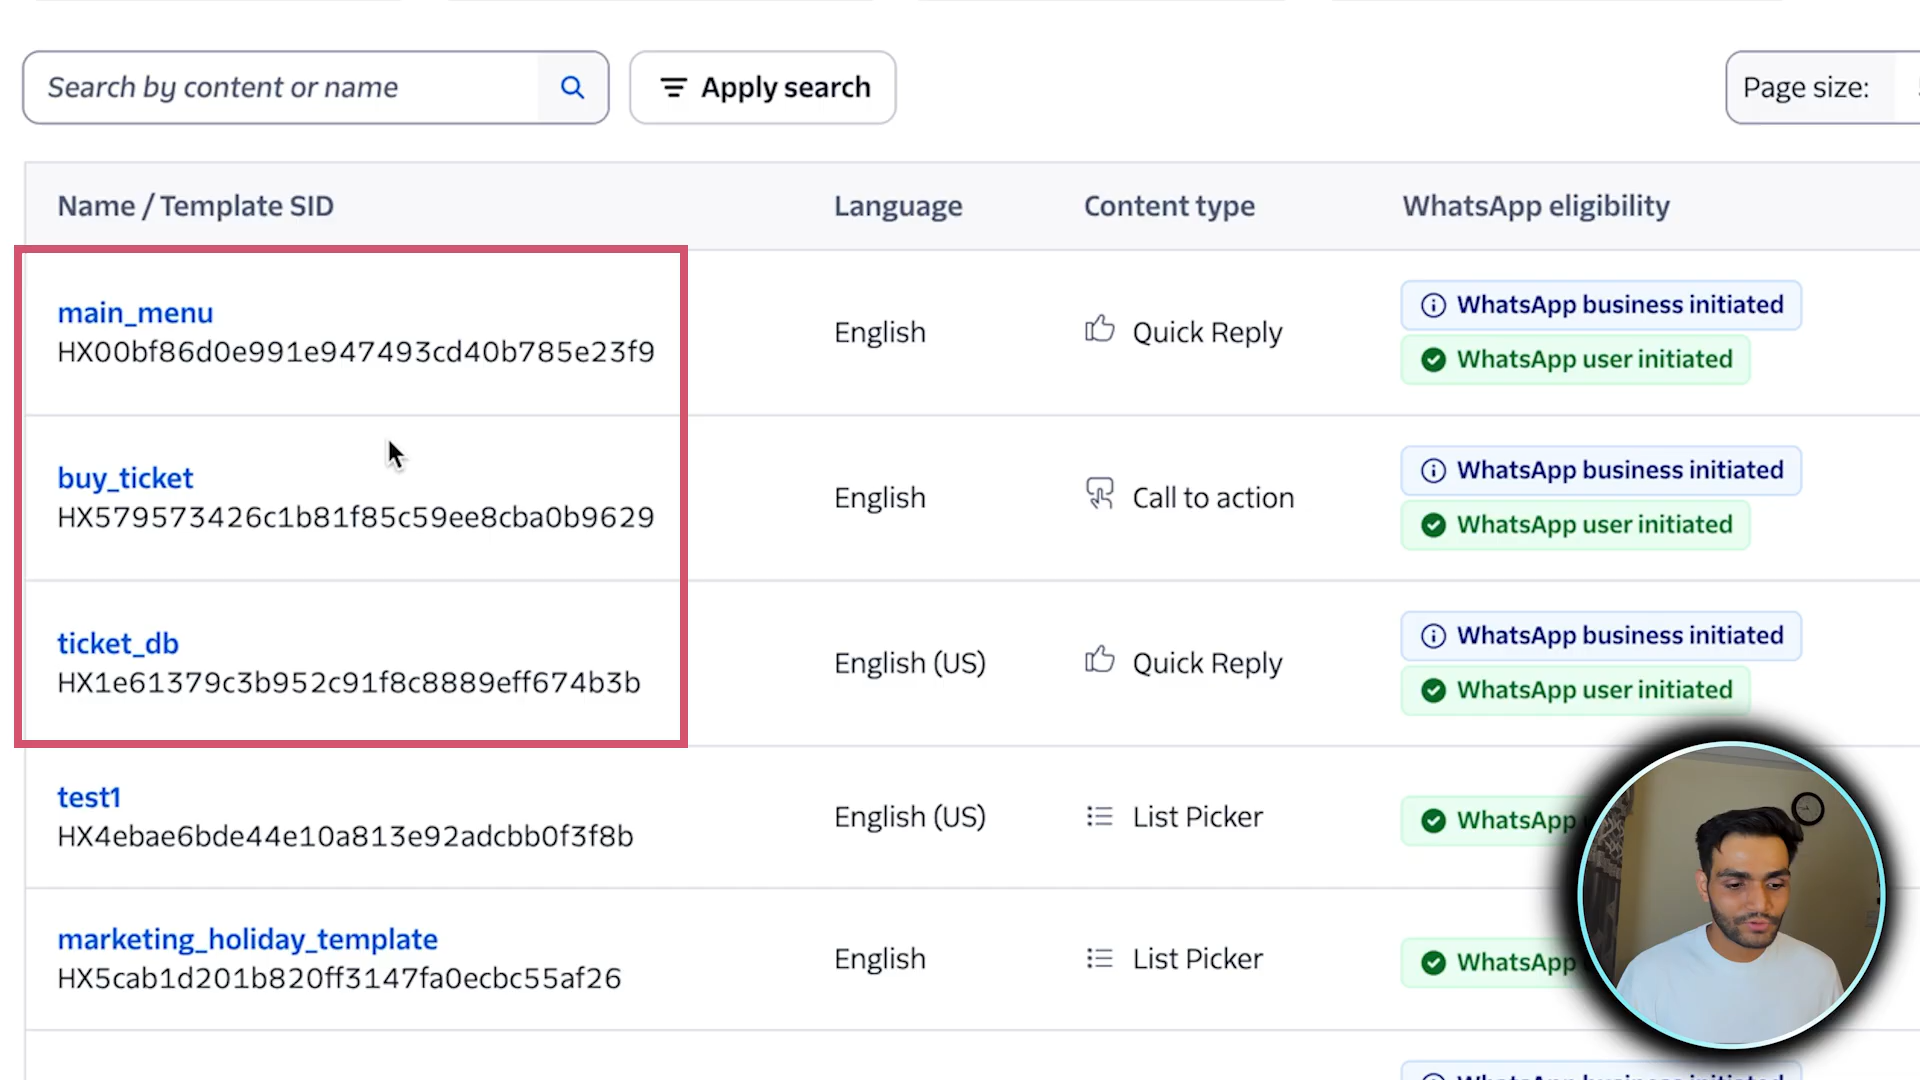 Search by content or name
Apply search
Page size:
Name / Template SID
Language
Content type
WhatsApp eligibility
main_menu
HX00bf86d0e991e947493cd40b785e23f9
English
Quick Reply
WhatsApp business initiated
WhatsApp user initiated
buy_ticket
HX579573426c1b81f85c59ee8cba0b9629
English
Call to action
WhatsApp business initiated
WhatsApp user initiated
ticket_db
HX1e61379c3b952c91f8c8889eff674b3b
English (US)
Quick Reply
WhatsApp business initiated
WhatsApp user initiated
test1
HX4ebae6bde44e10a813e92adcbb0f3f8b
English (US)
List Picker
WhatsApp
marketing_holiday_template
HX5cab1d201b820ff3147fa0ecbc55af26
English
List Picker
WhatsApp
WhatsApp business initiated